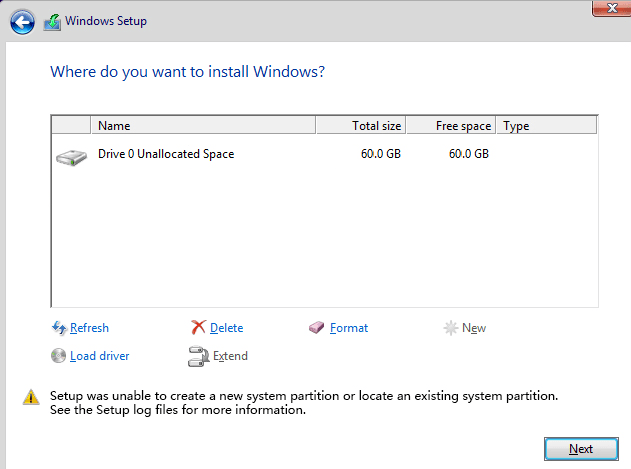 Windows Setup
Where do you want to install Windows?
Name Total size Free space Type
Drive 0 Unallocated Space 60.0 GB 60.0 GB
Refresh Delete Format New
Load driver Extend
Setup was unable to create a new system partition or locate an existing system partition.
See the Setup log files for more information.
Next